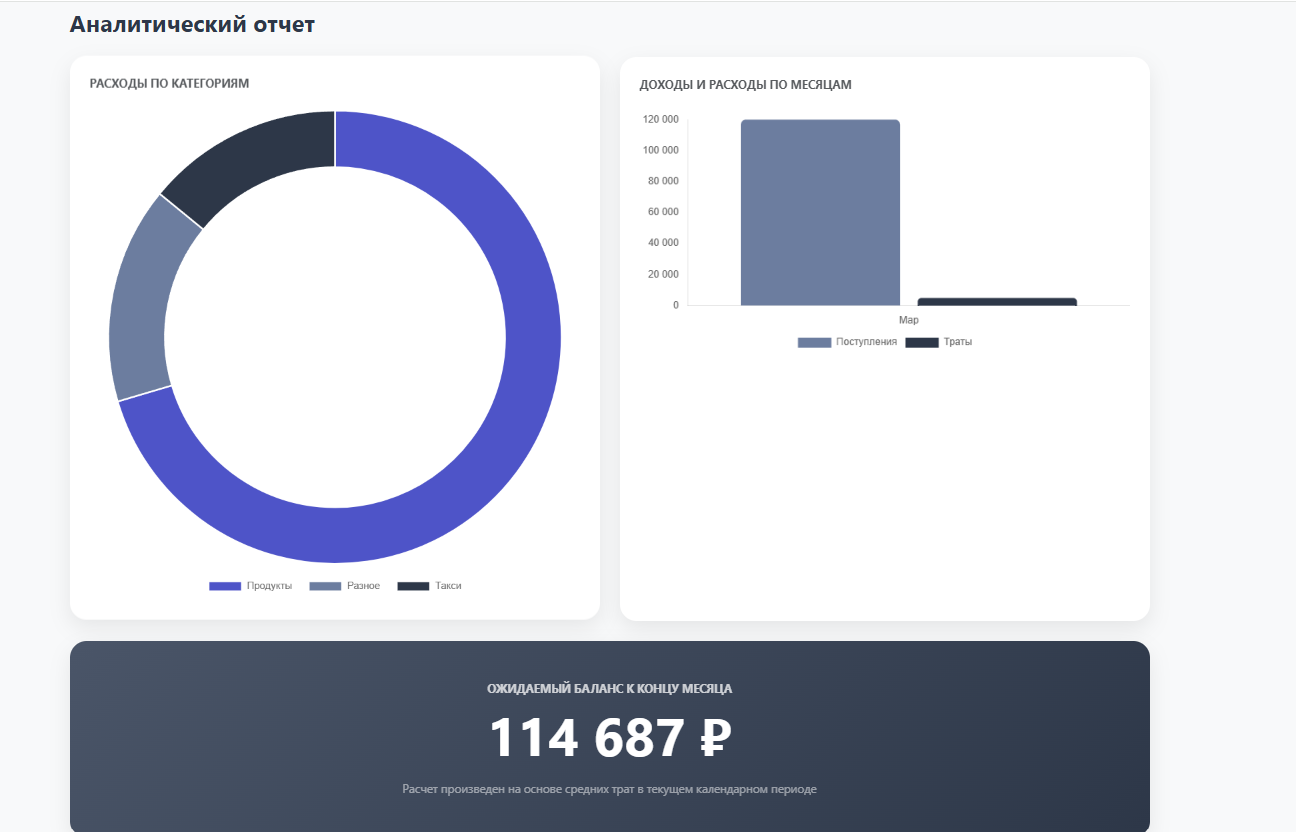 Аналитический отчет
РАСХОДЫ ПО КАТЕГОРИЯМ
Продукты Разное Такси
ДОХОДЫ И РАСХОДЫ ПО МЕСЯЦАМ
120 000
100 000
80 000
60 000
40 000
20 000
0
Мар
Поступления Траты
ОЖИДАЕМЫЙ БАЛАНС К КОНЦУ МЕСЯЦА
114 687 ₽
Расчет произведен на основе средних трат в текущем календарном периоде